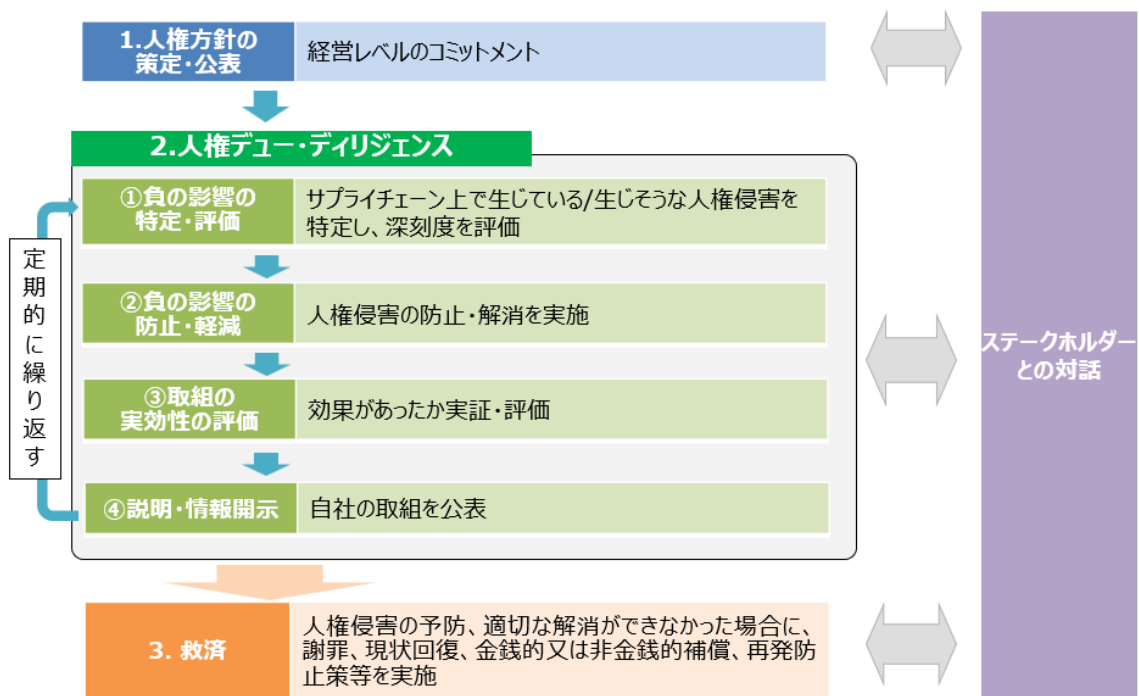 1.人権方針の
策定・公表
経営レベルのコミットメント
2.人権デュー・ディリジェンス
①負の影響の
特定・評価
サプライチェーン上で生じている/生じそうな人権侵害を
特定し、深刻度を評価
②負の影響の
防止・軽減
人権侵害の防止・解消を実施
③取組の
実効性の評価
効果があったか実証・評価
④説明・情報開示
自社の取組を公表
定期的に繰り返す
3. 救済
人権侵害の予防、適切な解消ができなかった場合に、
謝罪、現状回復、金銭的又は非金銭的補償、再発防
止策等を実施
ステークホルダー
との対話